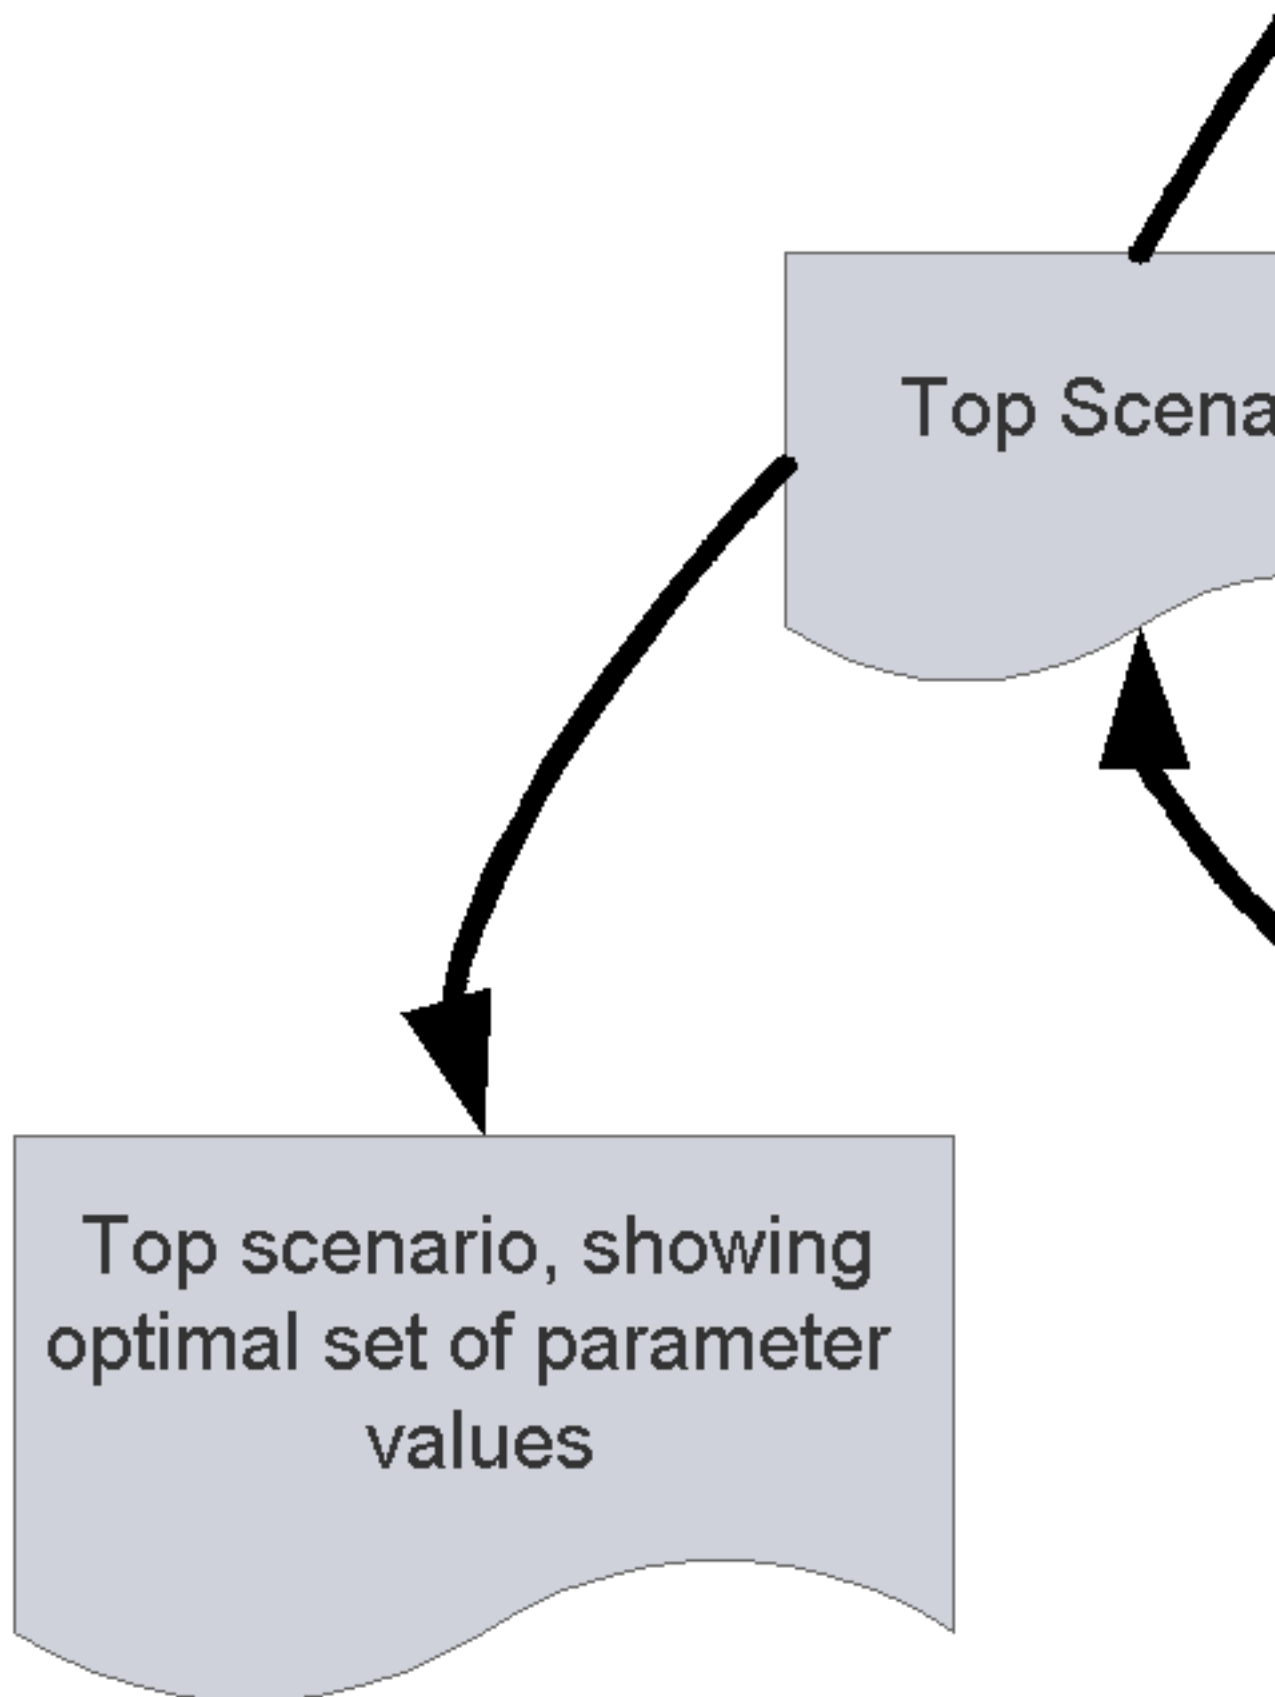 Top Scena
Top scenario, showing
optimal set of parameter
values